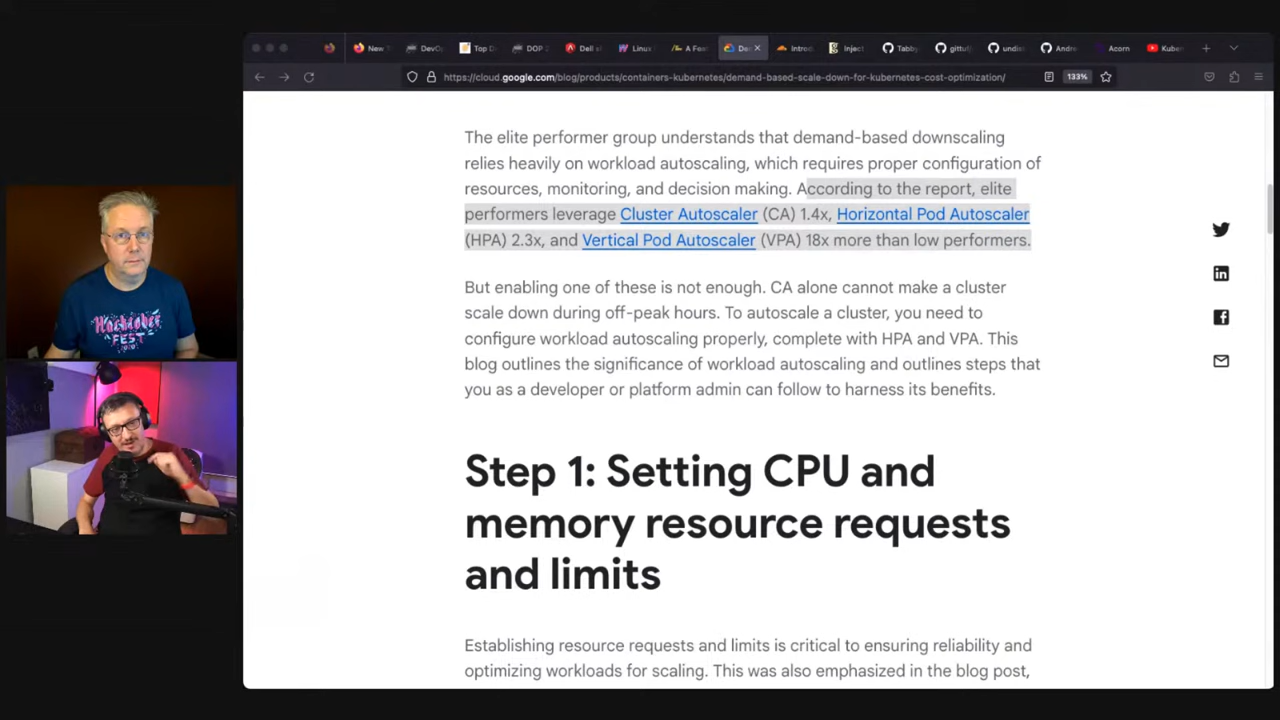 New
DevO
Top D
DOP
Dell
Linux
A Fo
De
Introd
Inject
Tabby
gittuf
undis
Andre
Acorn
Kube
https://cloud.google.com/blog/products/containers-kubernetes/demand-based-scale-down-for-kubernetes-cost-optimization/
133%
The elite performer group understands that demand-based downscaling
relies heavily on workload autoscaling, which requires proper configuration of
resources, monitoring, and decision making. According to the report, elite
performers leverage Cluster Autoscaler (CA) 1.4x, Horizontal Pod Autoscaler
(HPA) 2.3x, and Vertical Pod Autoscaler (VPA) 18x more than low performers.
But enabling one of these is not enough. CA alone cannot make a cluster
scale down during off-peak hours. To autoscale a cluster, you need to
configure workload autoscaling properly, complete with HPA and VPA. This
blog outlines the significance of workload autoscaling and outlines steps that
you as a developer or platform admin can follow to harness its benefits.
Step 1: Setting CPU and
memory resource requests
and limits
Establishing resource requests and limits is critical to ensuring reliability and
optimizing workloads for scaling. This was also emphasized in the blog post,
Hacktober
FEST